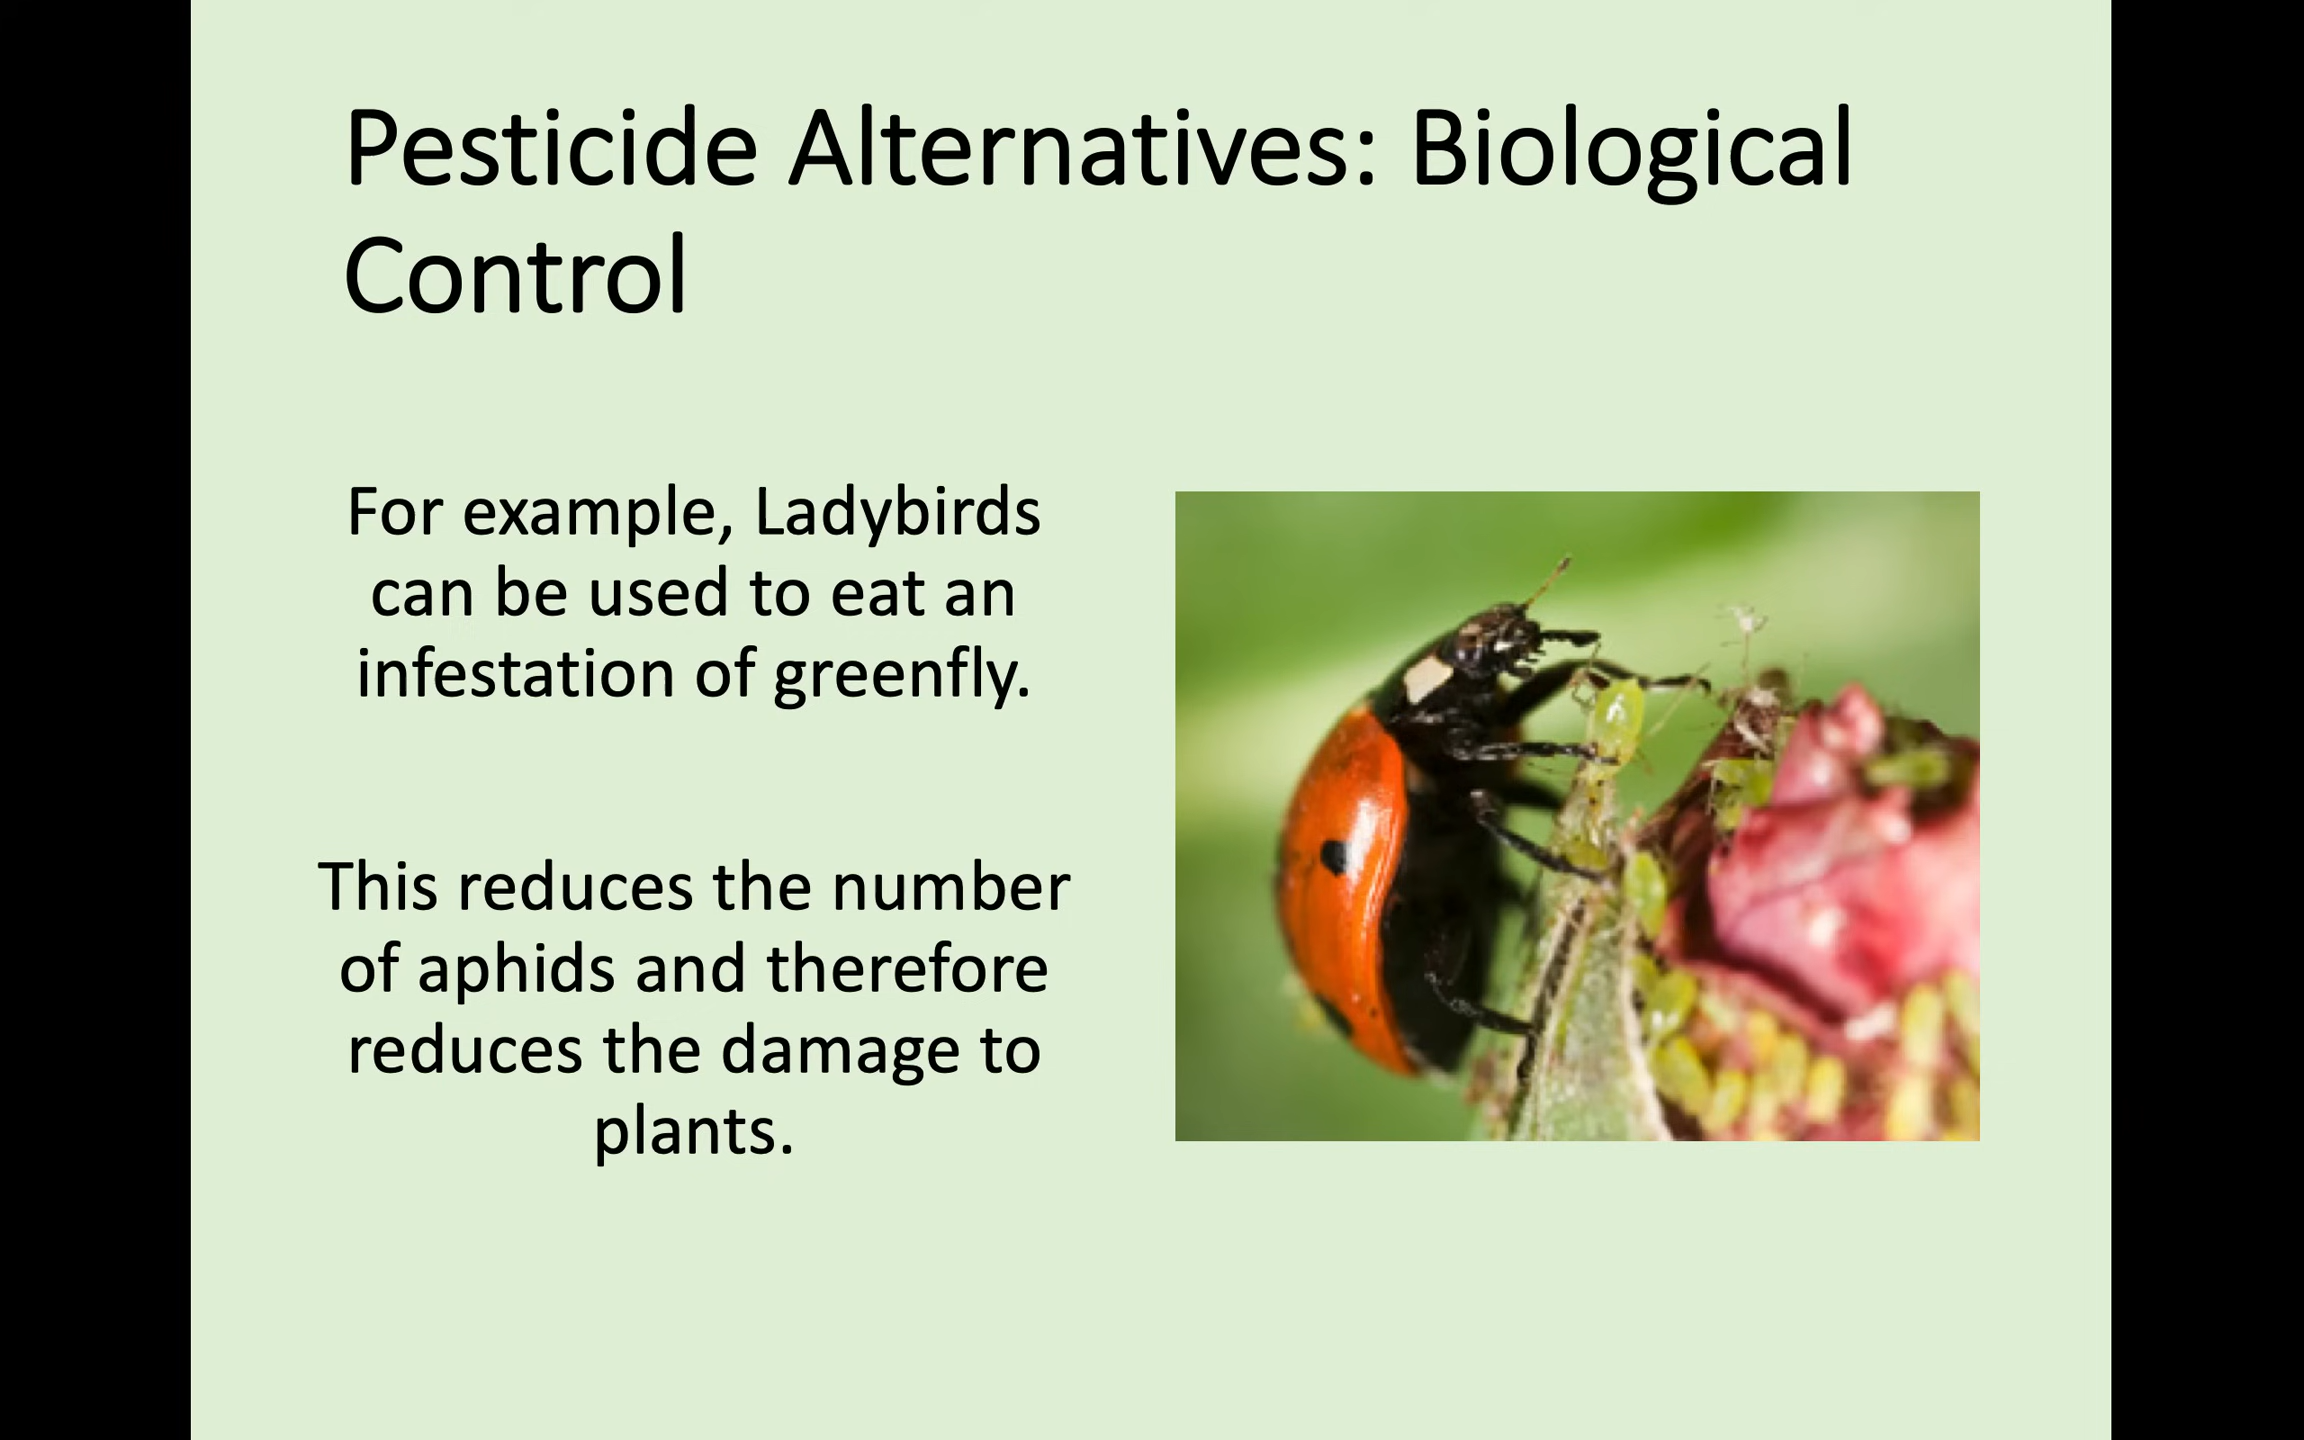 Pesticide Alternatives: Biological
Control
For example, Ladybirds
can be used to eat an
infestation of greenfly.
This reduces the number
of aphids and therefore
reduces the damage to
plants.